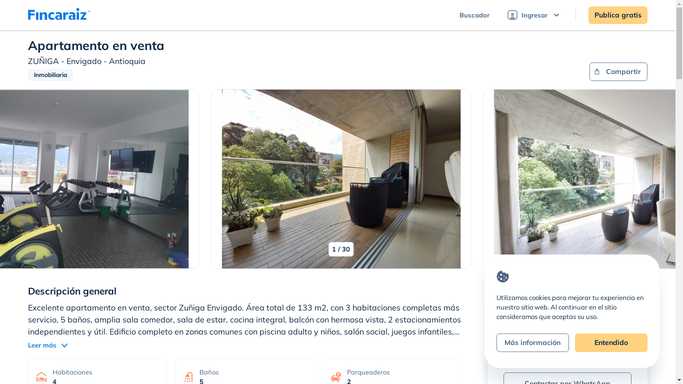 Fincaraiz
Buscador
Ingresar
Publica gratis
Apartamento en venta
ZUÑIGA - Envigado - Antioquia
Inmobiliaria
Compartir
1 / 30
Descripción general
Excelente apartamento en venta, sector Zuñiga Envigado. Área total de 133 m2, con 3 habitaciones completas más
servicio, 5 baños, amplia sala comedor, sala de estar, cocina integral, balcón con hermosa vista, 2 estacionamientos
independientes y útil. Edificio completo en zonas comunes con piscina adulto y niños, salón social, juegos infantiles,...
Leer más
Habitaciones
4
Baños
5
Parqueaderos
2
Utilizamos cookies para mejorar tu experiencia en
nuestro sitio web. Al continuar en el sitio
consideramos que aceptas su uso.
Más información
Entendido
Contactar por WhatsApp